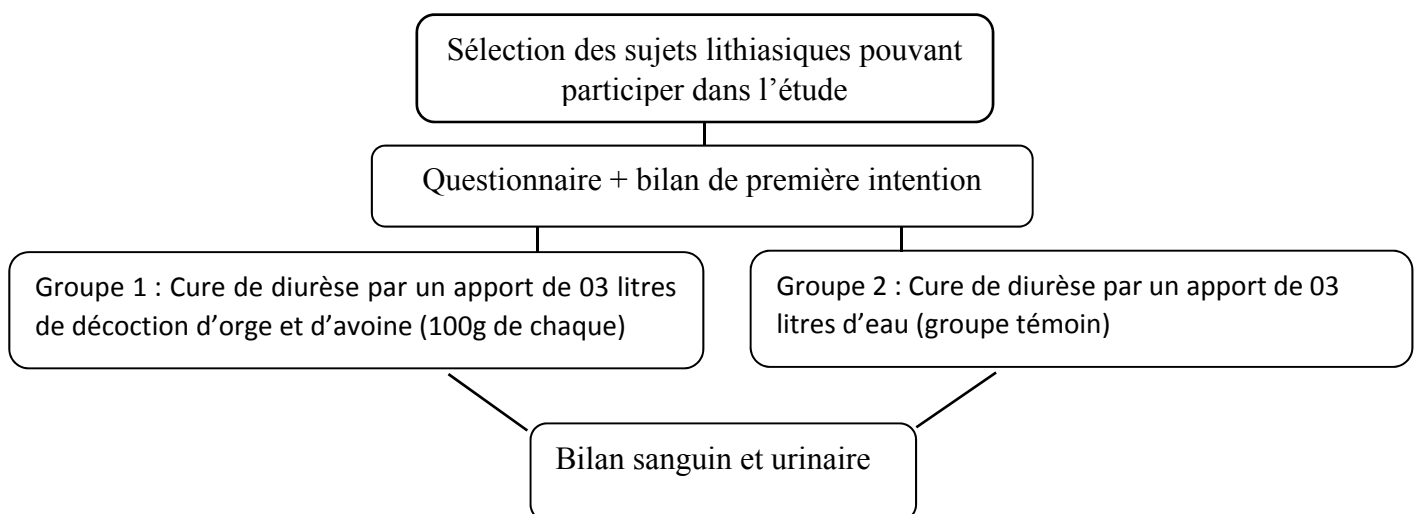 Sélection des sujets lithiasiques pouvant
participer dans l’étude
Questionnaire + bilan de première intention
Groupe 1 : Cure de diurèse par un apport de 03 litres
de décoction d’orge et d’avoine (100g de chaque)
Groupe 2 : Cure de diurèse par un apport de 03
litres d’eau (groupe témoin)
Bilan sanguin et urinaire